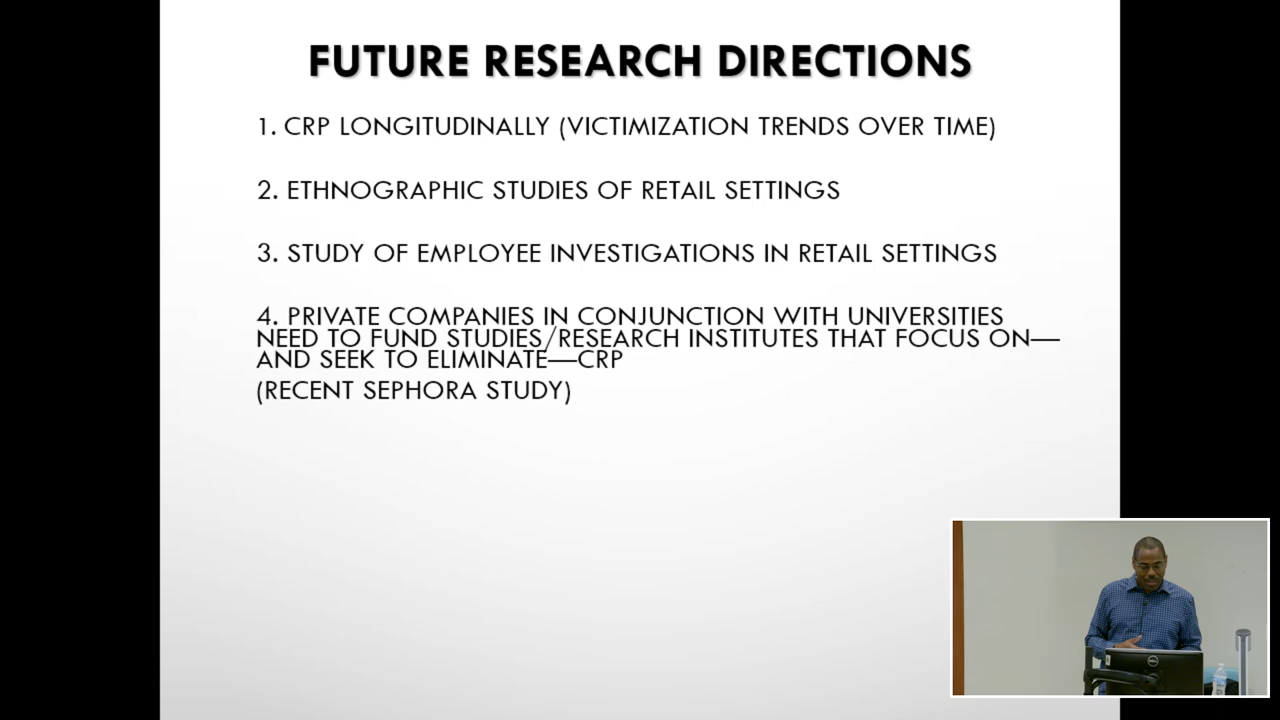 FUTURE RESEARCH DIRECTIONS
1. CRP LONGITUDINALLY (VICTIMIZATION TRENDS OVER TIME)
2. ETHNOGRAPHIC STUDIES OF RETAIL SETTINGS
3. STUDY OF EMPLOYEE INVESTIGATIONS IN RETAIL SETTINGS
4. PRIVATE COMPANIES IN CONJUNCTION WITH UNIVERSITIES
NEED TO FUND STUDIES/RESEARCH INSTITUTES THAT FOCUS ON—
AND SEEK TO ELIMINATE—CRP
(RECENT SEPHORA STUDY)
DELL